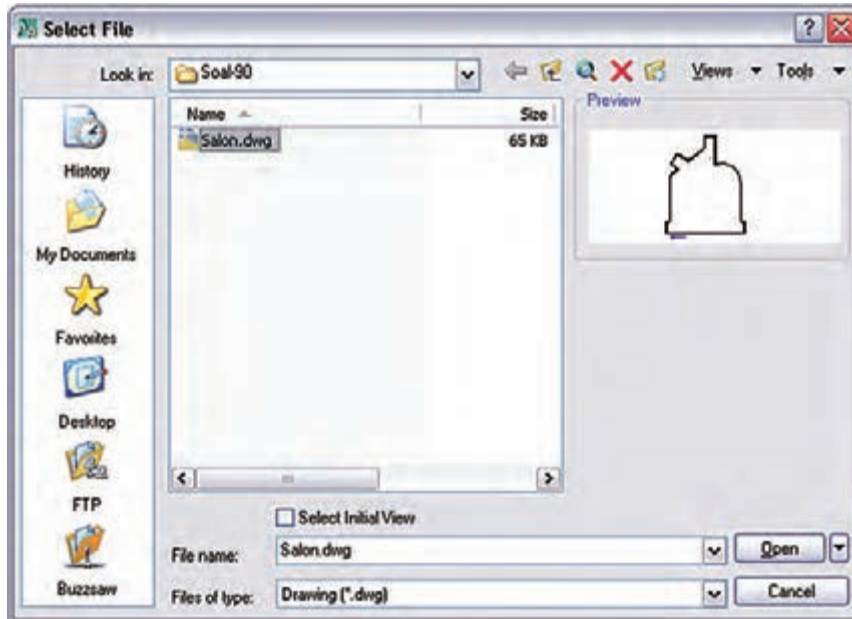 Select File
Look in: Soal-90
Views Tools
Name Size
Preview
Salon.dwg 65 KB
History
My Documents
Favorites
Desktop
FTP
Buzzsaw
Select Initial View
File name: Salon.dwg Open
Files of type: Drawing (*.dwg) Cancel